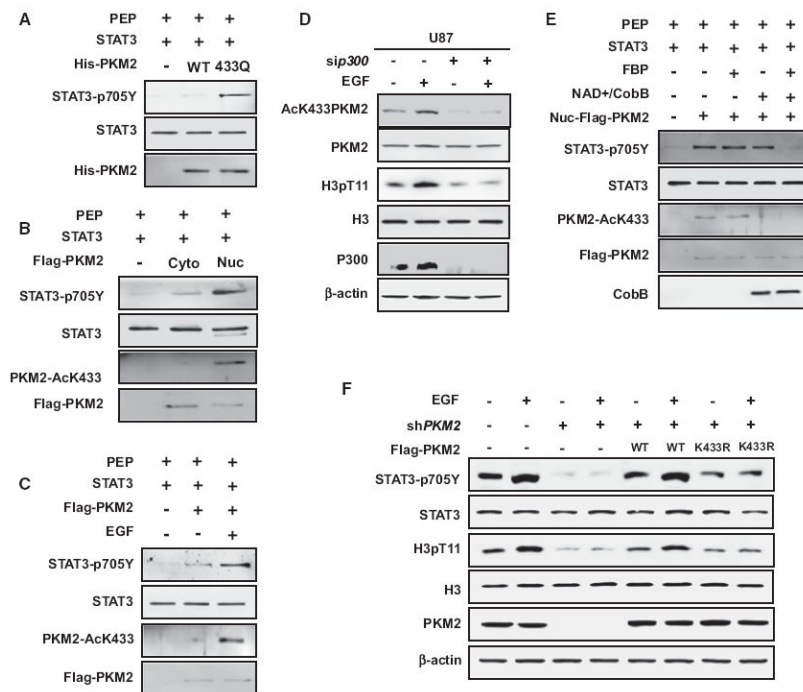 A
PEP + + +
STAT3 + + +
His-PKM2 - WT 433Q
STAT3-p705Y
STAT3
His-PKM2
B
PEP + + +
STAT3 + + +
Flag-PKM2 - Cyto Nuc
STAT3-p705Y
STAT3
PKM2-AcK433
Flag-PKM2
C
PEP + + +
STAT3 + + +
Flag-PKM2 - + +
EGF - - +
STAT3-p705Y
STAT3
PKM2-AcK433
Flag-PKM2
D
U87
sip300 - - + +
EGF - + - +
AcK433PKM2
PKM2
H3pT11
H3
P300
β-actin
E
PEP + + + + +
STAT3 + + + + +
FBP - - + - +
NAD+/CobB - - - + +
Nuc-Flag-PKM2 - + + + +
STAT3-p705Y
STAT3
PKM2-AcK433
Flag-PKM2
CobB
F
EGF - + - + - + - +
shPKM2 - - + + + + + +
Flag-PKM2 - - - - WT WT K433R K433R
STAT3-p705Y
STAT3
H3pT11
H3
PKM2
β-actin